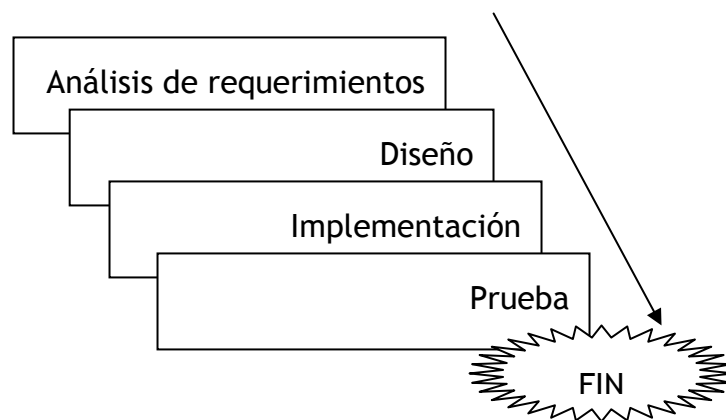 Análisis de requerimientos
Diseño
Implementación
Prueba
FIN